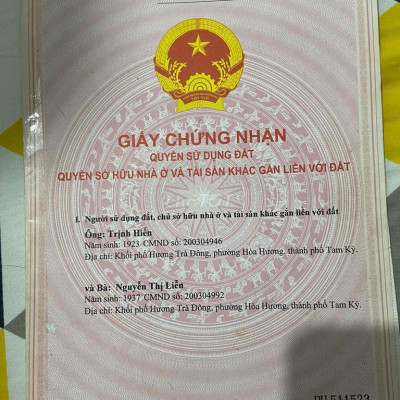 GIẤY CHỨNG NHẬN
QUYỀN SỬ DỤNG ĐẤT
QUYỀN SỞ HỮU NHÀ Ở VÀ TÀI SẢN KHÁC GẮN LIỀN VỚI ĐẤT
I. Người sử dụng đất, chủ sở hữu nhà ở và tài sản khác gắn liền với đất
Ông: Trịnh Hiến
Năm sinh: 1923 CMND số: 200304946
Địa chỉ: Khối phố Hương Trà Đông, phường Hòa Hương, thành phố Tam Kỳ.
và Bà: Nguyễn Thị Liễn
Năm sinh: 1937 CMND số: 200304992
Địa chỉ: Khối phố Hương Trà Đông, phường Hòa Hương, thành phố Tam Kỳ.